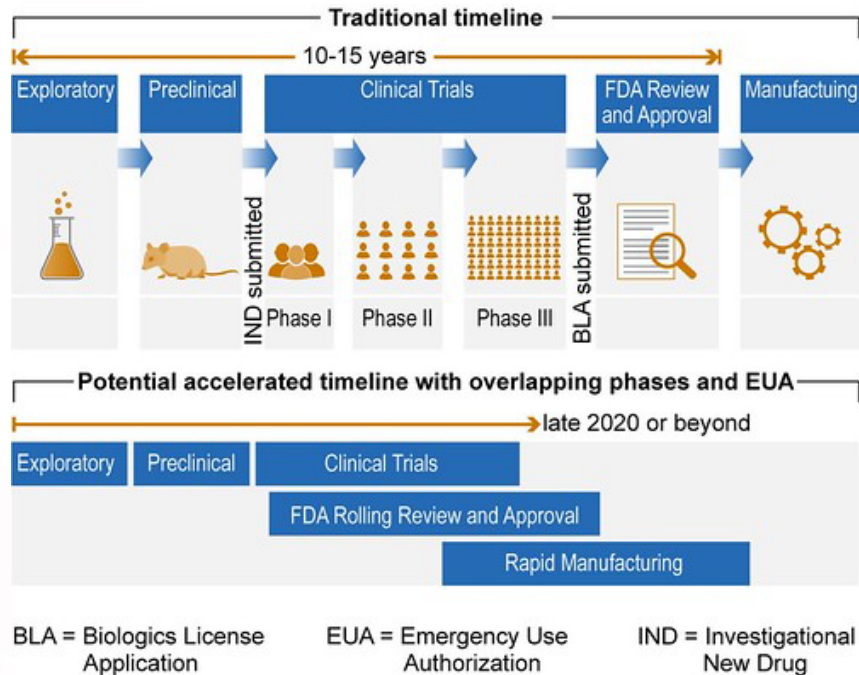 Traditional timeline
10-15 years
Exploratory
Preclinical
Clinical Trials
FDA Review
and Approval
Manufactuing
IND submitted
BLA submitted
Phase I
Phase II
Phase III
Potential accelerated timeline with overlapping phases and EUA
late 2020 or beyond
Exploratory
Preclinical
Clinical Trials
FDA Rolling Review and Approval
Rapid Manufacturing
BLA = Biologics License
Application
EUA = Emergency Use
Authorization
IND = Investigational
New Drug